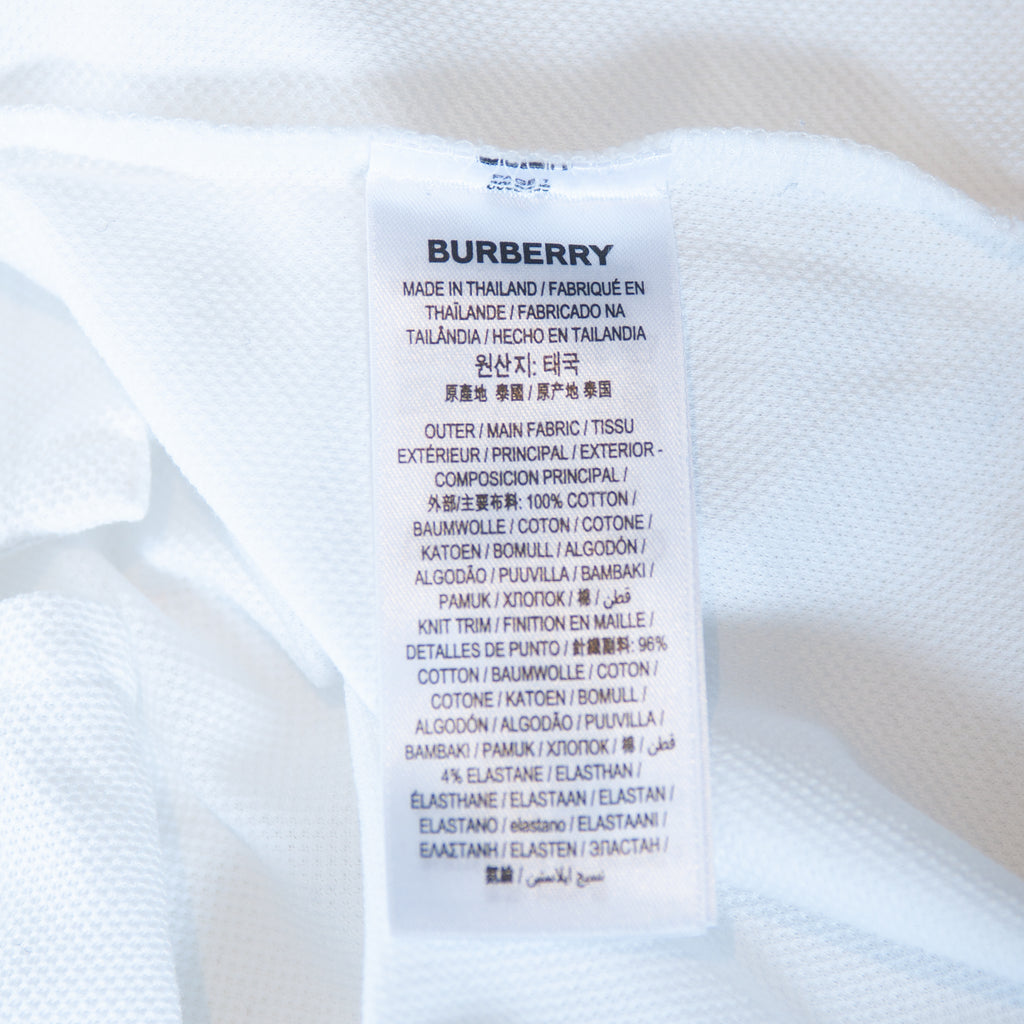 BURBERRY
MADE IN THAILAND / FABRIQUÉ EN
THAÏLANDE / FABRICADO NA
TAILÂNDIA / HECHO EN TAILANDIA
원산지: 태국
原產地 泰國 / 原产地 泰国
OUTER / MAIN FABRIC / TISSU
EXTÉRIEUR / PRINCIPAL / EXTERIOR -
COMPOSICION PRINCIPAL /
外部/主要布料: 100% COTTON /
BAUMWOLLE / COTON / COTONE /
KATOEN / BOMULL / ALGODÓN /
ALGODÃO / PUUVILLA / BAMBAKI /
PAMUK / ХЛОПОК / 棉 / قطن
KNIT TRIM / FINITION EN MAILLE /
DETALLES DE PUNTO / 針織副料: 96%
COTTON / BAUMWOLLE / COTON /
COTONE / KATOEN / BOMULL /
ALGODÓN / ALGODÃO / PUUVILLA /
BAMBAKI / PAMUK / ХЛОПОК / 棉 / قطن
4% ELASTANE / ELASTHAN /
ÉLASTHANE / ELASTAAN / ELASTAN /
ELASTANO / elastano / ELASTAANI /
ΕΛΑΣΤΑΝΗ / ELASTEN / ЭЛАСТАН /
/ نسيج ايلاستين